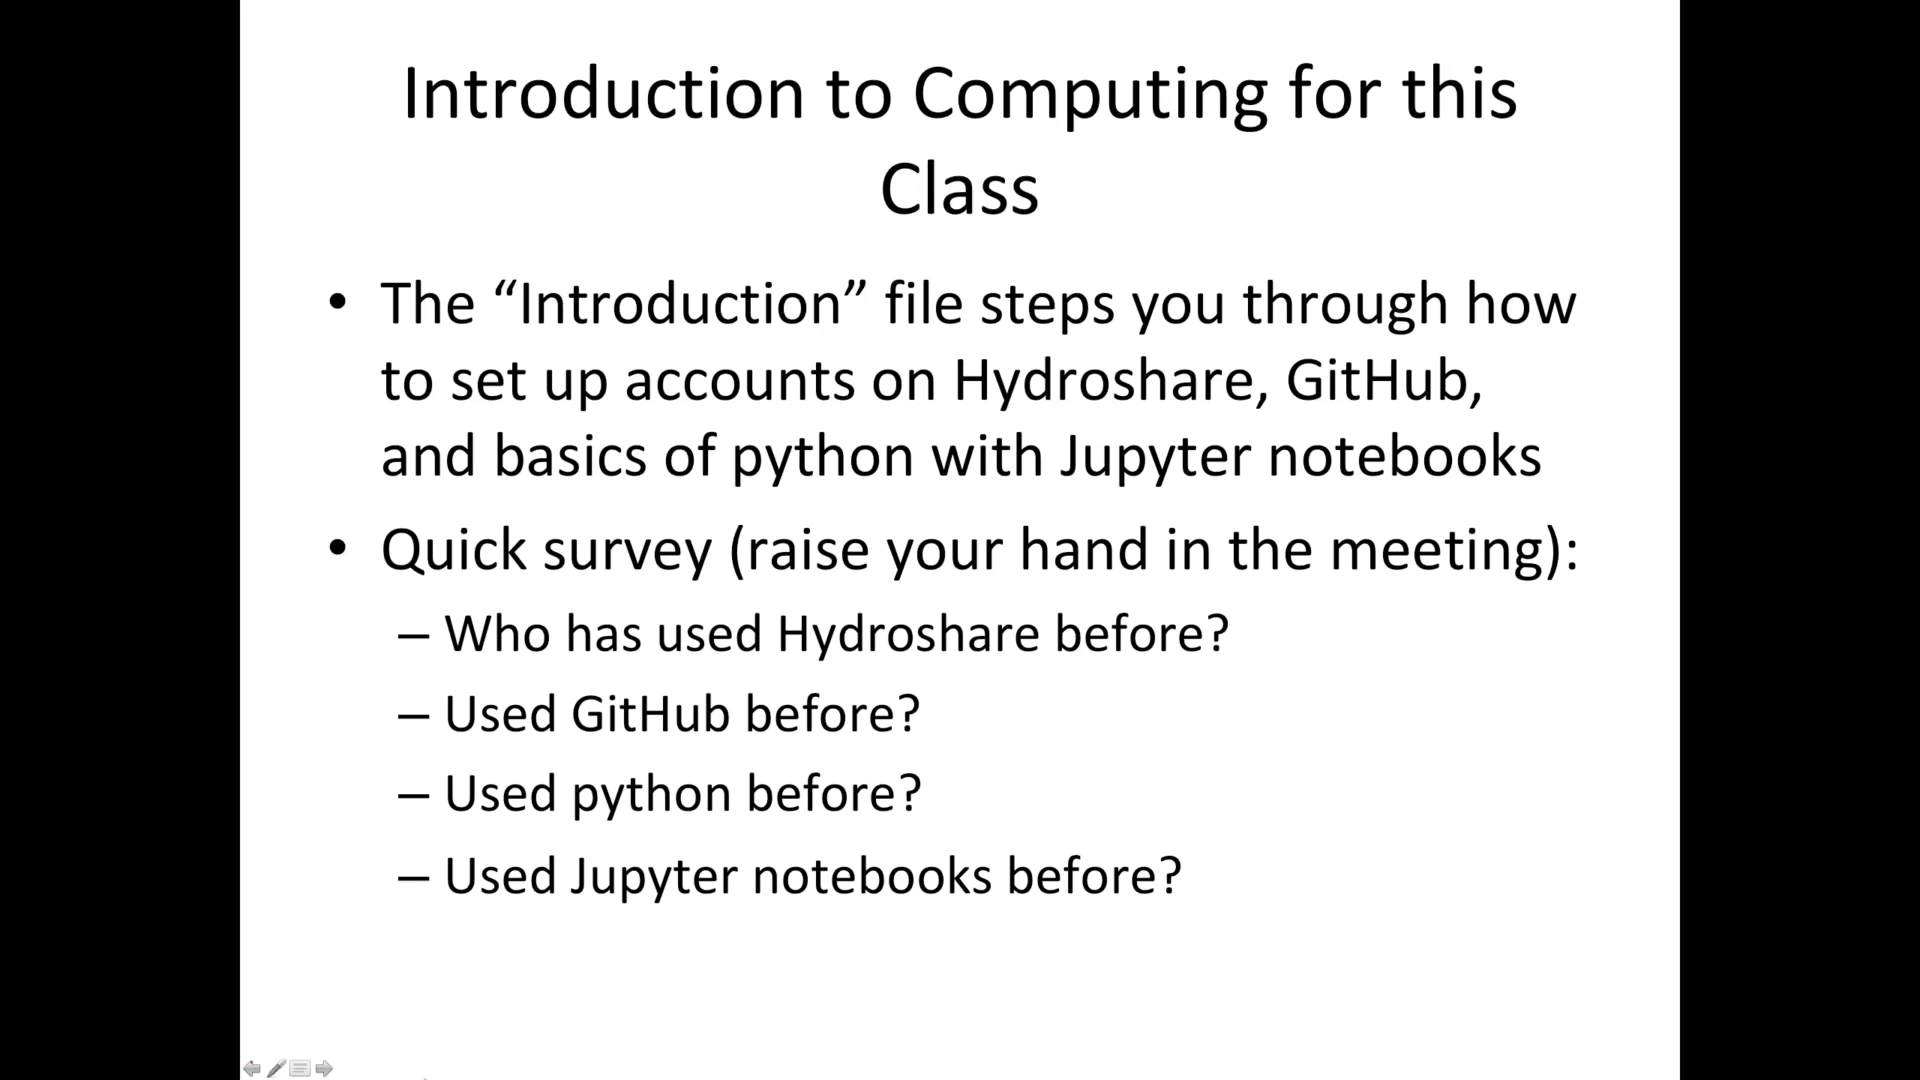 Introduction to Computing for this
Class
• The “Introduction” file steps you through how
to set up accounts on Hydroshare, GitHub,
and basics of python with Jupyter notebooks
• Quick survey (raise your hand in the meeting):
– Who has used Hydroshare before?
– Used GitHub before?
– Used python before?
– Used Jupyter notebooks before?